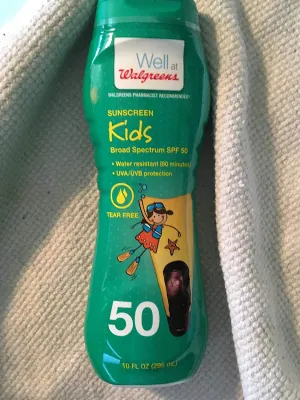 Well at
Walgreens
WALGREENS PHARMACIST RECOMMENDED
SUNSCREEN
Kids
Broad Spectrum SPF 50
• Water resistant (80 minutes)
• UVA/UVB protection
TEAR FREE
50
10 FL OZ (295 mL)